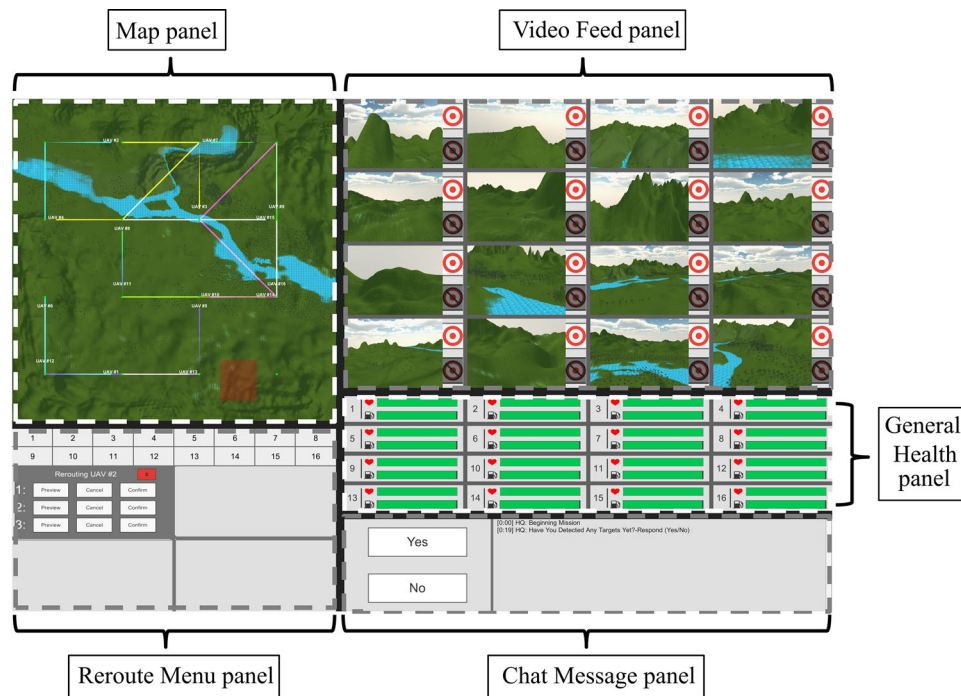 Map panel
Video Feed panel
UAV #2
UAV #7
UAV #4
UAV #3
UAV #9
UAV #15
UAV #8
UAV #11
UAV #10
UAV #16
UAV #14
UAV #6
UAV #5
UAV #12
UAV #1
UAV #13
1 2 3 4
5 6 7 8
9 10 11 12
13 14 15 16
General
Health
panel
1 2 3 4 5 6 7 8
9 10 11 12 13 14 15 16
Rerouting UAV #2
X
1: Preview Cancel Confirm
2: Preview Cancel Confirm
3: Preview Cancel Confirm
Yes
No
[0:00] HQ: Beginning Mission
[0:19] HQ: Have You Detected Any Targets Yet?-Respond (Yes/No)
Reroute Menu panel
Chat Message panel